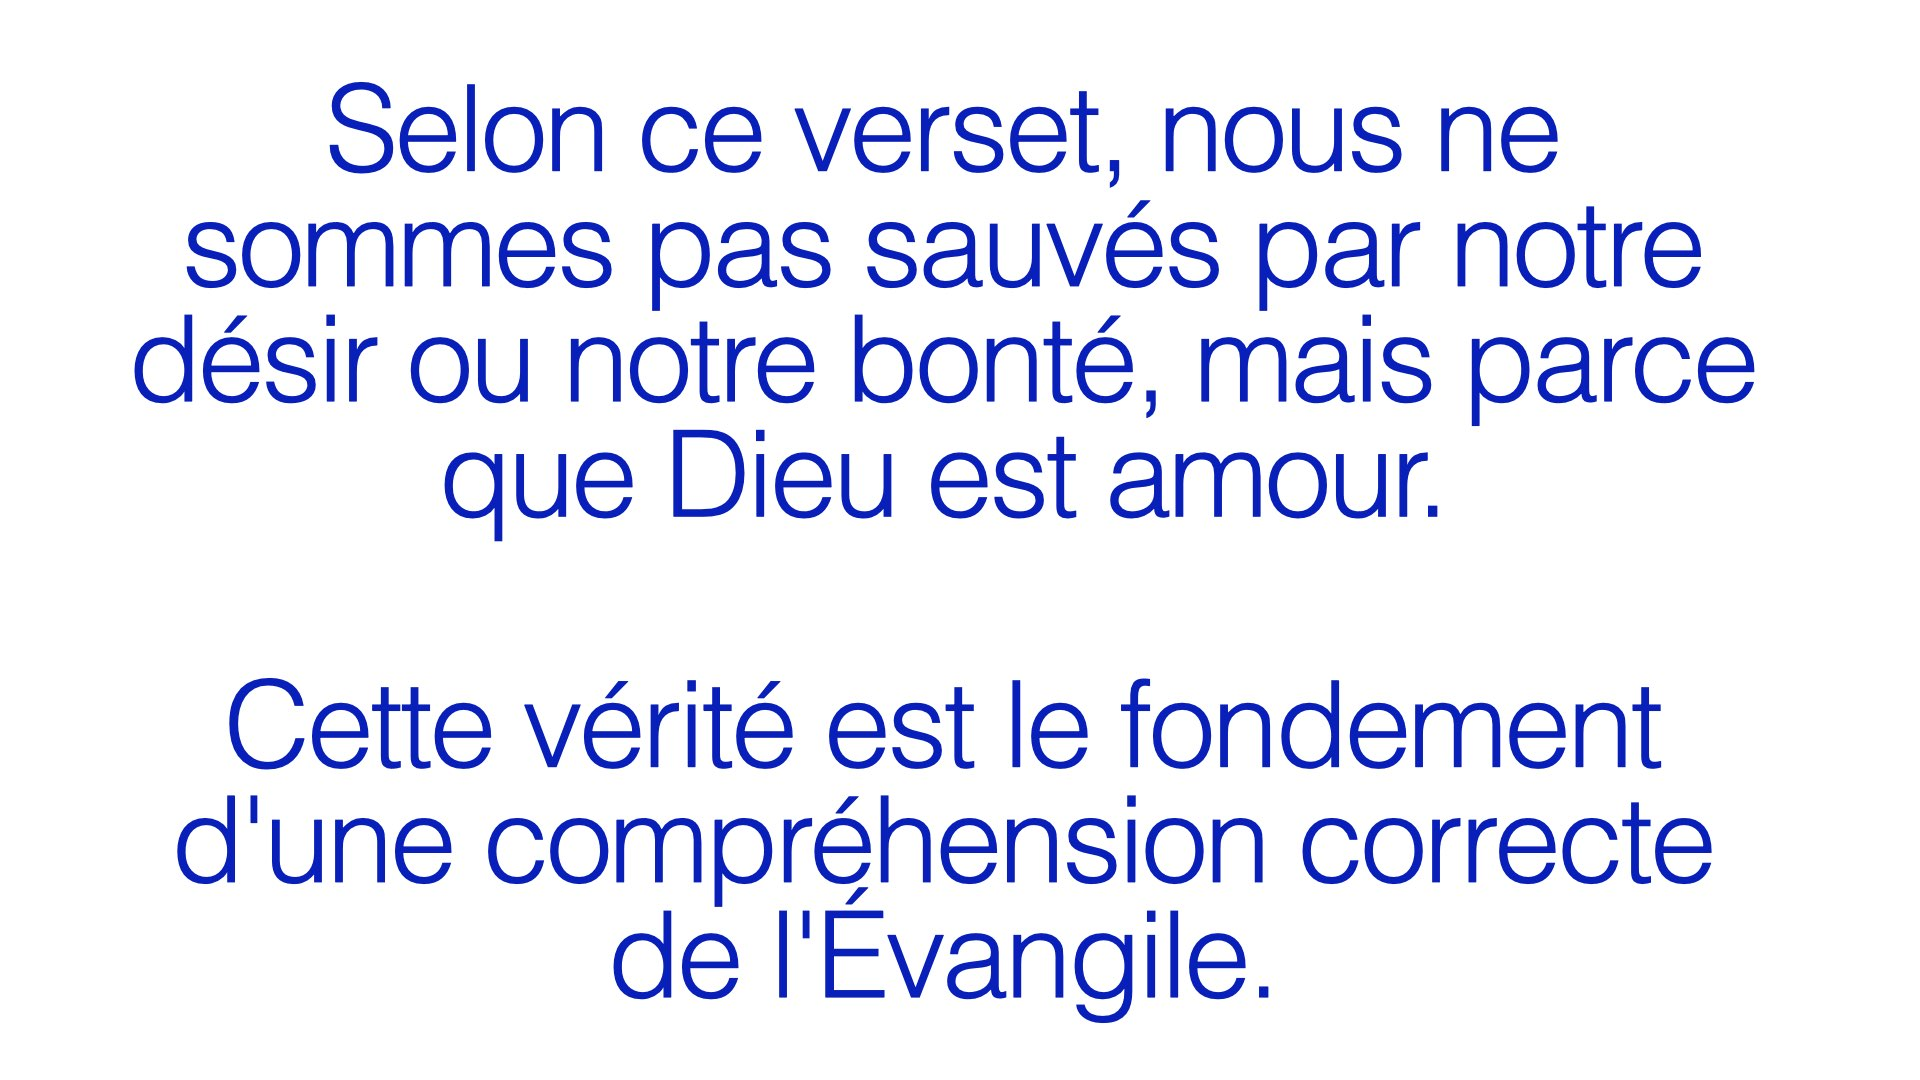 Selon ce verset, nous ne
sommes pas sauvés par notre
désir ou notre bonté, mais parce
que Dieu est amour.
Cette vérité est le fondement
d'une compréhension correcte
de l'Évangile.